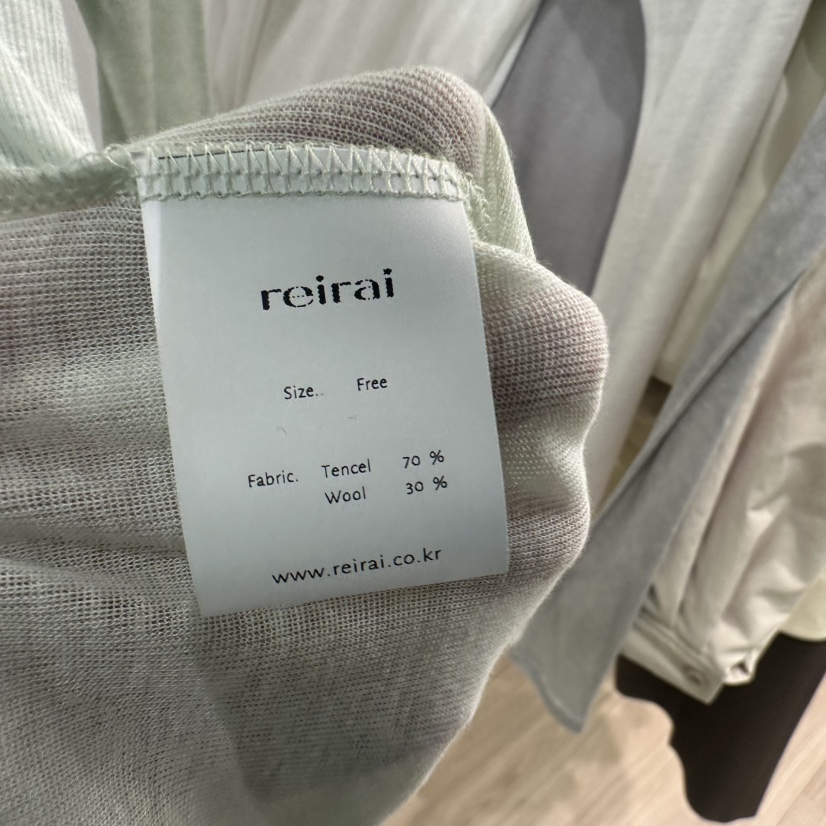 reirai
Size. Free
Fabric. Tencel 70 %
Wool 30 %
www.reirai.co.kr